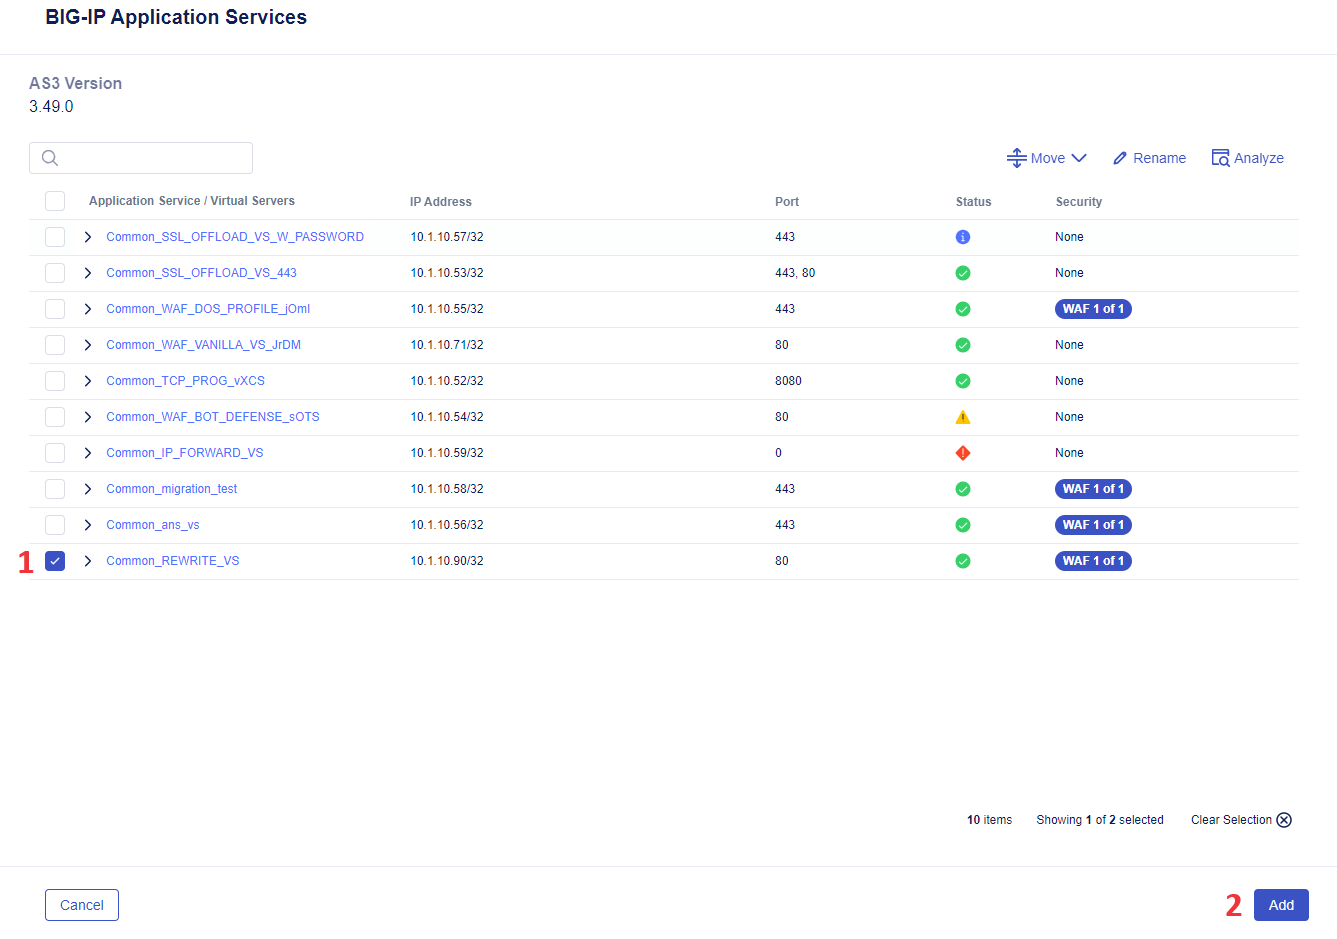 BIG-IP Application Services
AS3 Version
3.49.0
Move Rename Analyze
Application Service / Virtual Servers IP Address Port Status Security
Common_SSL_OFFLOAD_VS_W_PASSWORD 10.1.10.57/32 443 None
Common_SSL_OFFLOAD_VS_443 10.1.10.53/32 443, 80 None
Common_WAF_DOS_PROFILE_jOmI 10.1.10.55/32 443 WAF 1 of 1
Common_WAF_VANILLA_VS_JrDM 10.1.10.71/32 80 None
Common_TCP_PROG_vXCS 10.1.10.52/32 8080 None
Common_WAF_BOT_DEFENSE_sOTS 10.1.10.54/32 80 None
Common_IP_FORWARD_VS 10.1.10.59/32 0 None
Common_migration_test 10.1.10.58/32 443 WAF 1 of 1
Common_ans_vs 10.1.10.56/32 443 WAF 1 of 1
1 Common_REWRITE_VS 10.1.10.90/32 80 WAF 1 of 1
10 items Showing 1 of 2 selected Clear Selection
Cancel 2 Add